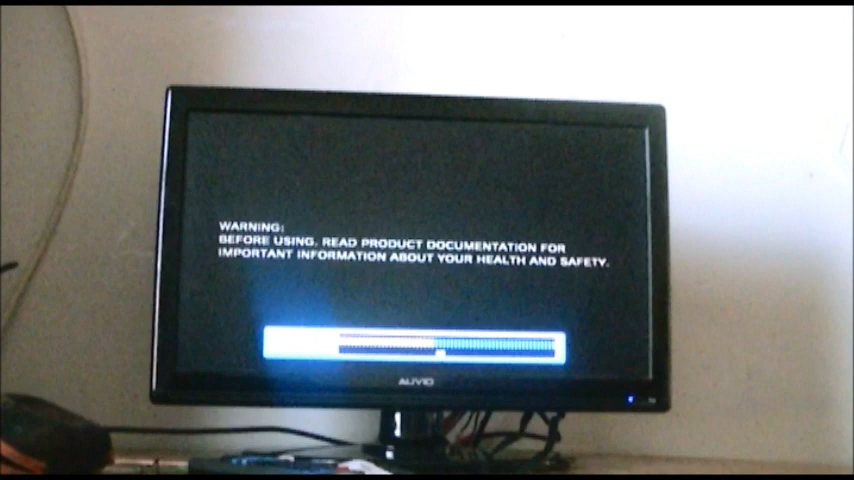 WARNING:
BEFORE USING, READ PRODUCT DOCUMENTATION FOR
IMPORTANT INFORMATION ABOUT YOUR HEALTH AND SAFETY.
AUVIO